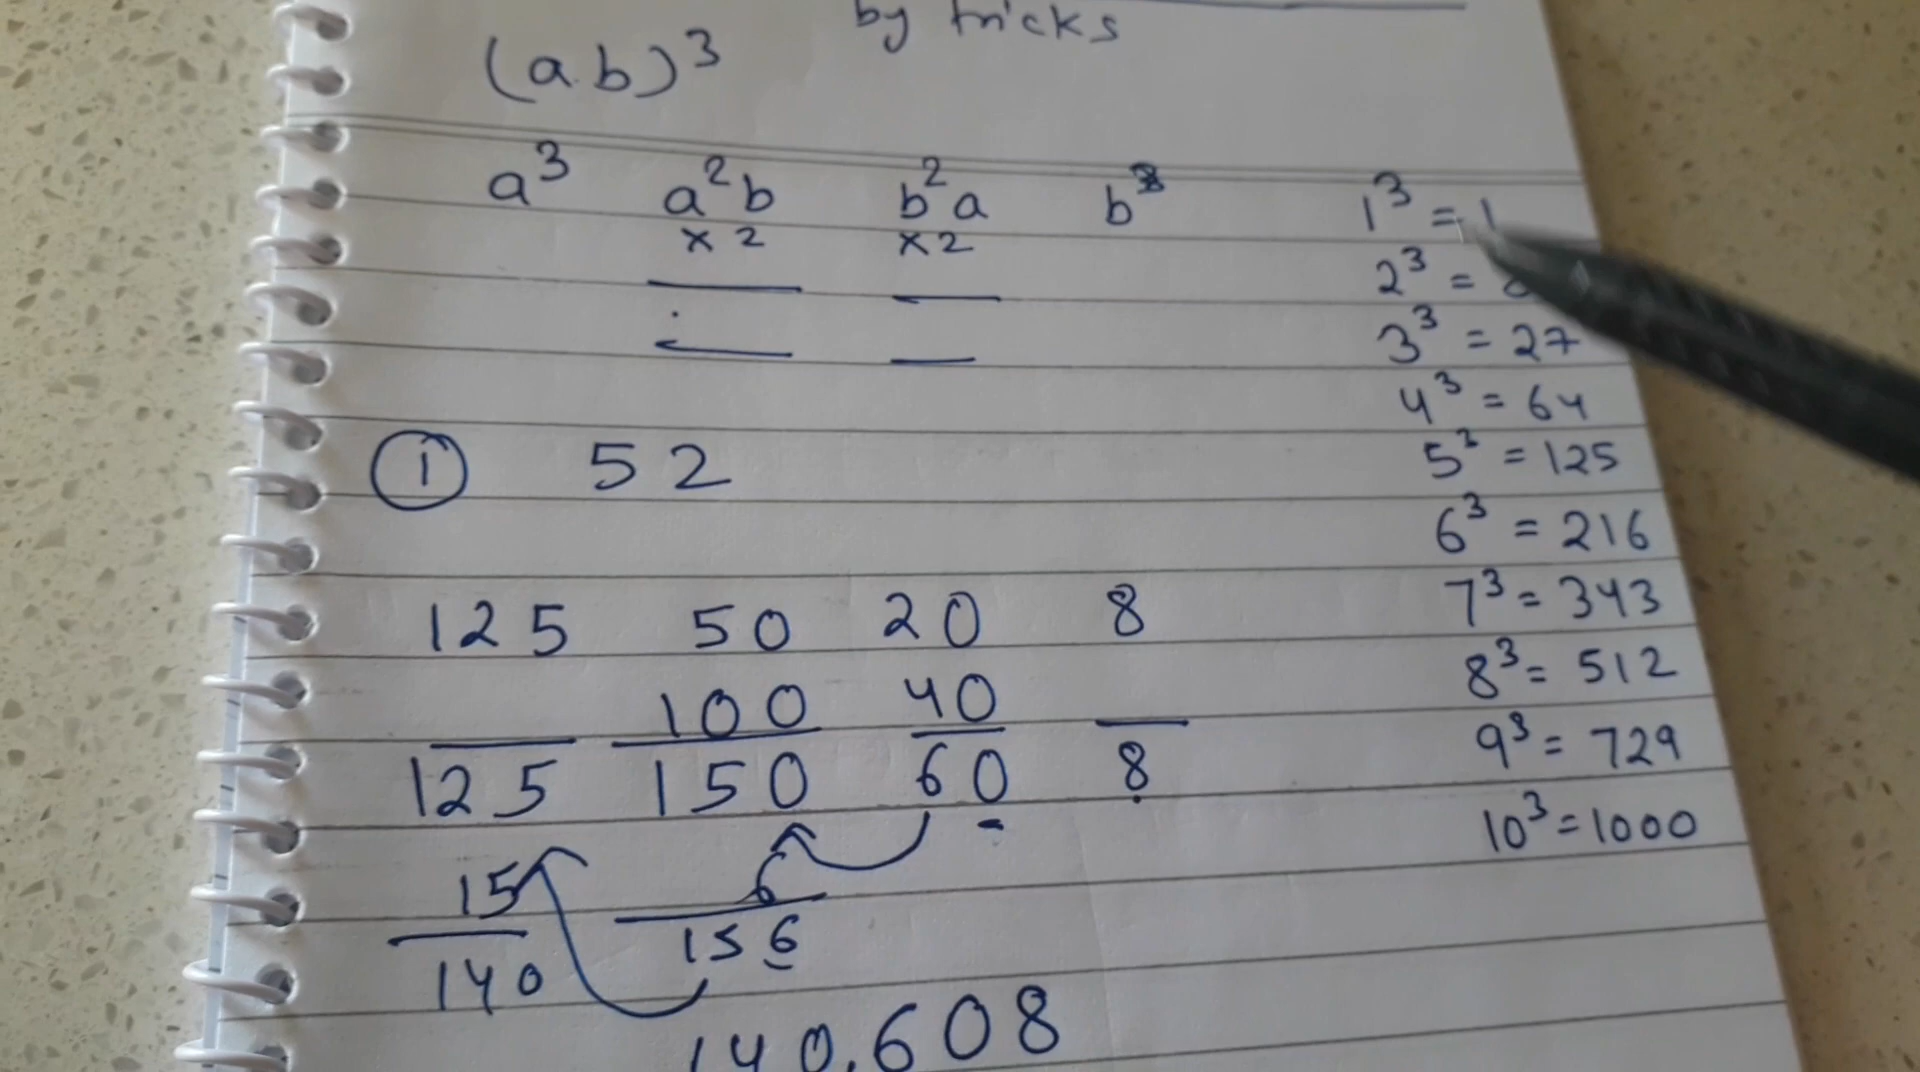 by tricks
(ab)³
a³ a²b b²a b³
×2 ×2
① 52
125 50 20 8
100 40
125 150 60 8
15 6
140 156
140,608
1³ = 1
2³ =
3³ = 27
4³ = 64
5³ = 125
6³ = 216
7³ = 343
8³ = 512
9³ = 729
10³ = 1000